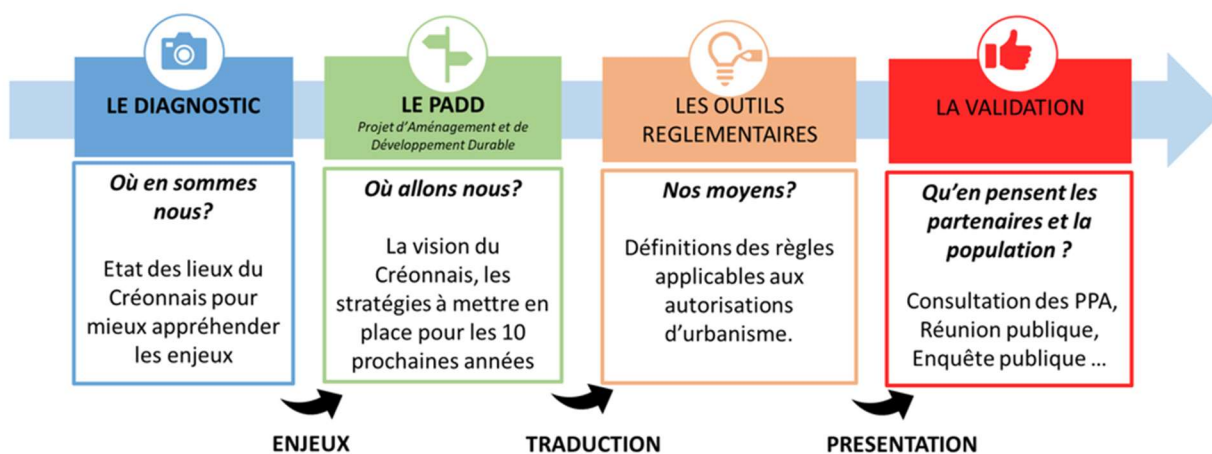 LE DIAGNOSTIC
Où en sommes
nous?
Etat des lieux du
Créonnais pour
mieux appréhender
les enjeux
LE PADD
Projet d'Aménagement et de
Développement Durable
Où allons nous?
La vision du
Créonnais, les
stratégies à mettre en
place pour les 10
prochaines années
LES OUTILS
REGLEMENTAIRES
Nos moyens?
Définitions des règles
applicables aux
autorisations
d'urbanisme.
LA VALIDATION
Qu'en pensent les
partenaires et la
population ?
Consultation des PPA,
Réunion publique,
Enquête publique ...
ENJEUX
TRADUCTION
PRESENTATION